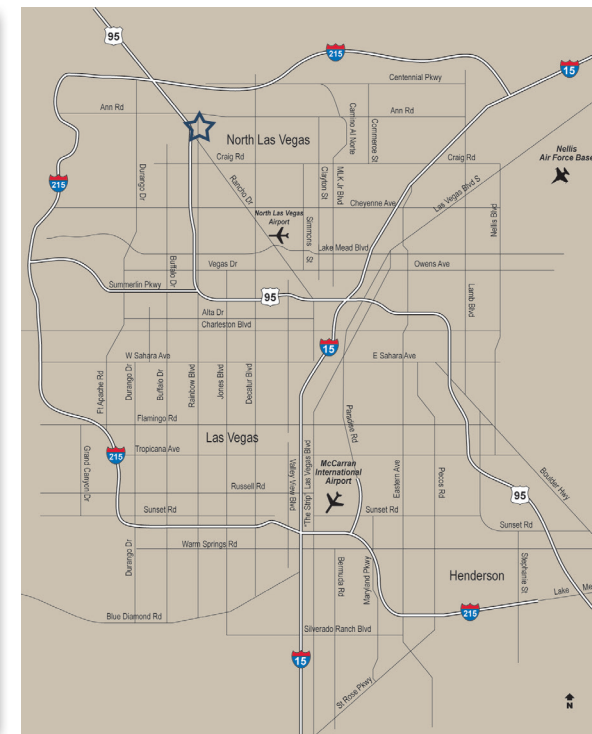 95
215
15
Centennial Pkwy
Ann Rd
Ann Rd
Camino Al Norte
Commerce St
North Las Vegas
Nellis
Air Force Base
Craig Rd
Craig Rd
215
Durango Dr
Rancho Dr
Clayton St
MLK Jr Blvd
Las Vegas Blvd S
Cheyenne Ave
Nellis Blvd
North Las Vegas
Airport
Simmons St
Lake Mead Blvd
Buffalo Dr
Vegas Dr
Owens Ave
Summerlin Pkwy
95
Lamb Blvd
Alta Dr
Charleston Blvd
15
W Sahara Ave
E Sahara Ave
Ft Apache Rd
Durango Dr
Buffalo Dr
Rainbow Blvd
Jones Blvd
Decatur Blvd
Paradise Rd
Flamingo Rd
Las Vegas
Tropicana Ave
215
Grand Canyon Dr
Valley View Blvd
"The Strip" Las Vegas Blvd
McCarran
International
Airport
Eastern Ave
Pecos Rd
Boulder Hwy
Russell Rd
95
Sunset Rd
Sunset Rd
Sunset Rd
Warm Springs Rd
Durango Dr
Bermuda Rd
Maryland Pkwy
Henderson
Stephanie St
Lake Me
215
Blue Diamond Rd
Silverado Ranch Blvd
15
St Rose Pkwy
N